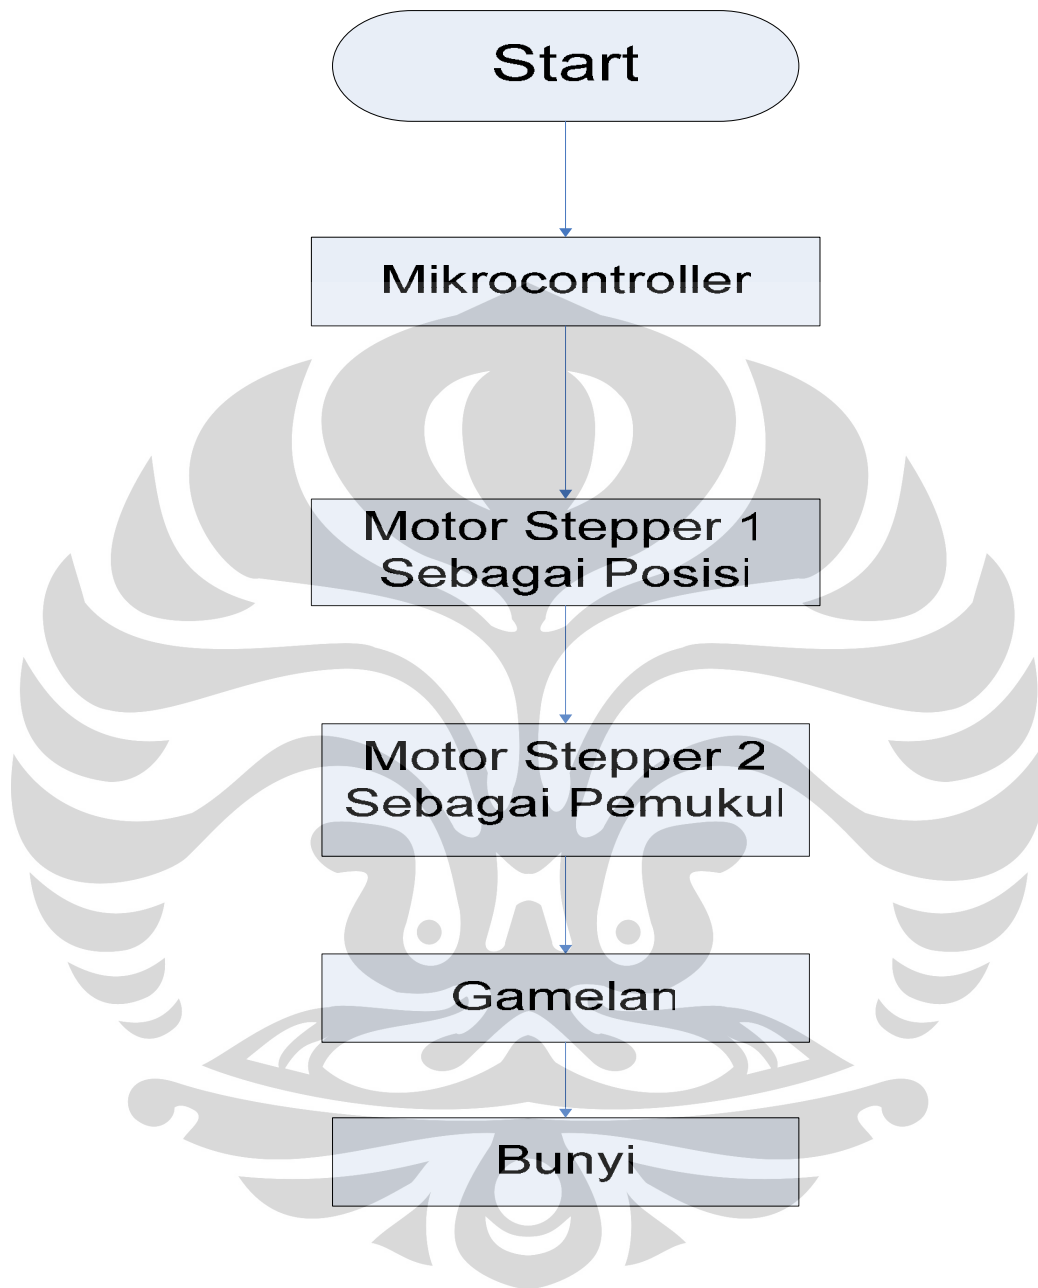 Start
Mikrocontroller
Motor Stepper 1
Sebagai Posisi
Motor Stepper 2
Sebagai Pemukul
Gamelan
Bunyi